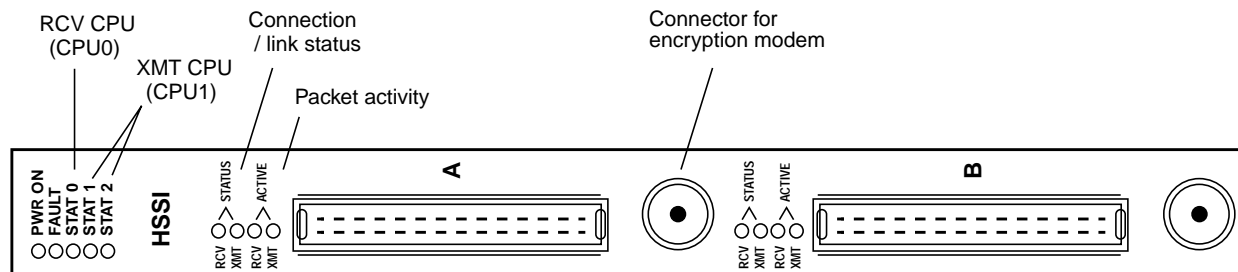 RCV CPU
(CPU0)
XMT CPU
(CPU1)
Connection
/ link status
Packet activity
Connector for
encryption modem
PWR ON
FAULT
STAT 0
STAT 1
STAT 2
HSSI
STATUS
ACTIVE
RCV
XMT
RCV
XMT
A
STATUS
ACTIVE
RCV
XMT
RCV
XMT
B